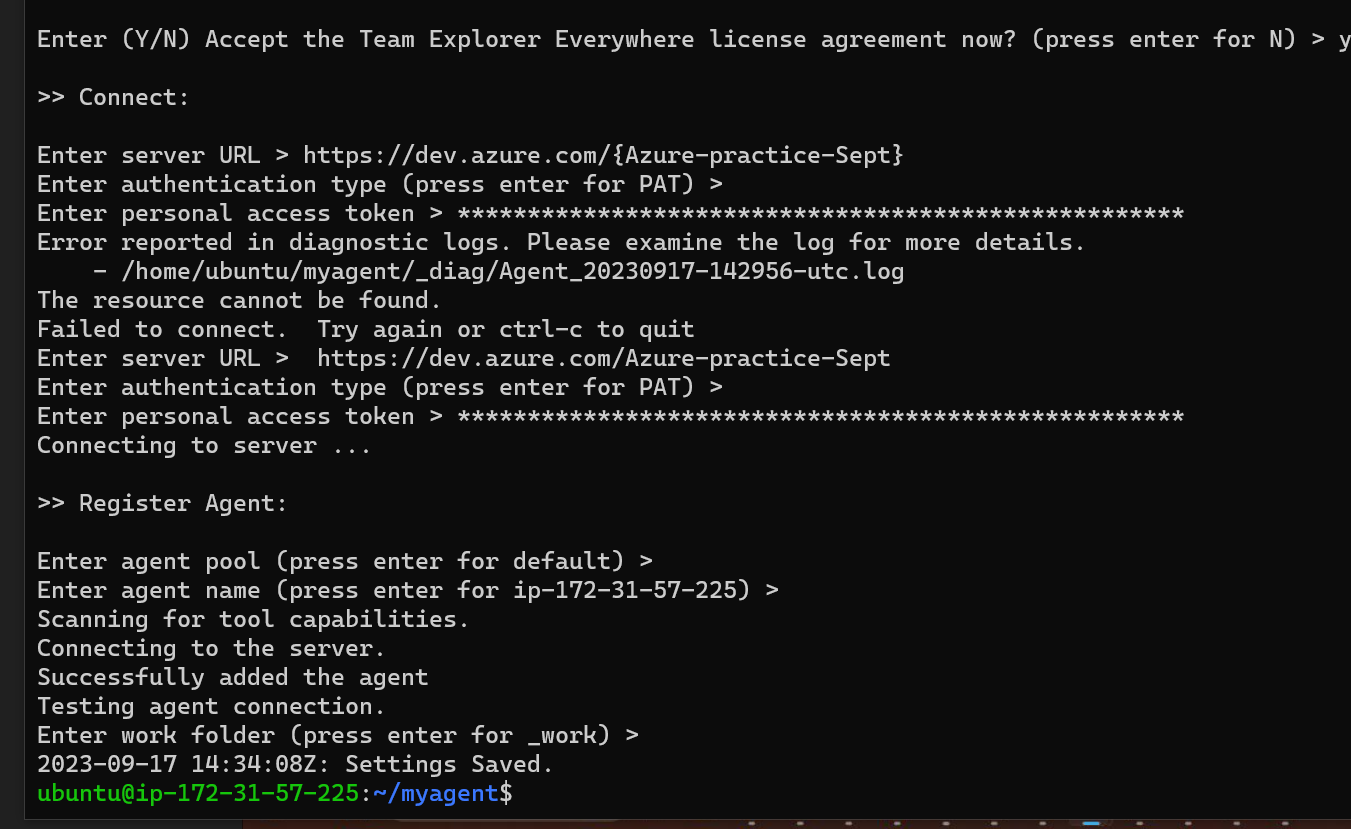 Enter (Y/N) Accept the Team Explorer Everywhere license agreement now? (press enter for N) > y
>> Connect:
Enter server URL > https://dev.azure.com/{Azure-practice-Sept}
Enter authentication type (press enter for PAT) >
Enter personal access token > ****************************************************
Error reported in diagnostic logs. Please examine the log for more details.
    - /home/ubuntu/myagent/_diag/Agent_20230917-142956-utc.log
The resource cannot be found.
Failed to connect.  Try again or ctrl-c to quit
Enter server URL >  https://dev.azure.com/Azure-practice-Sept
Enter authentication type (press enter for PAT) >
Enter personal access token > ****************************************************
Connecting to server ...
>> Register Agent:
Enter agent pool (press enter for default) >
Enter agent name (press enter for ip-172-31-57-225) >
Scanning for tool capabilities.
Connecting to the server.
Successfully added the agent
Testing agent connection.
Enter work folder (press enter for _work) >
2023-09-17 14:34:08Z: Settings Saved.
ubuntu@ip-172-31-57-225:~/myagent$